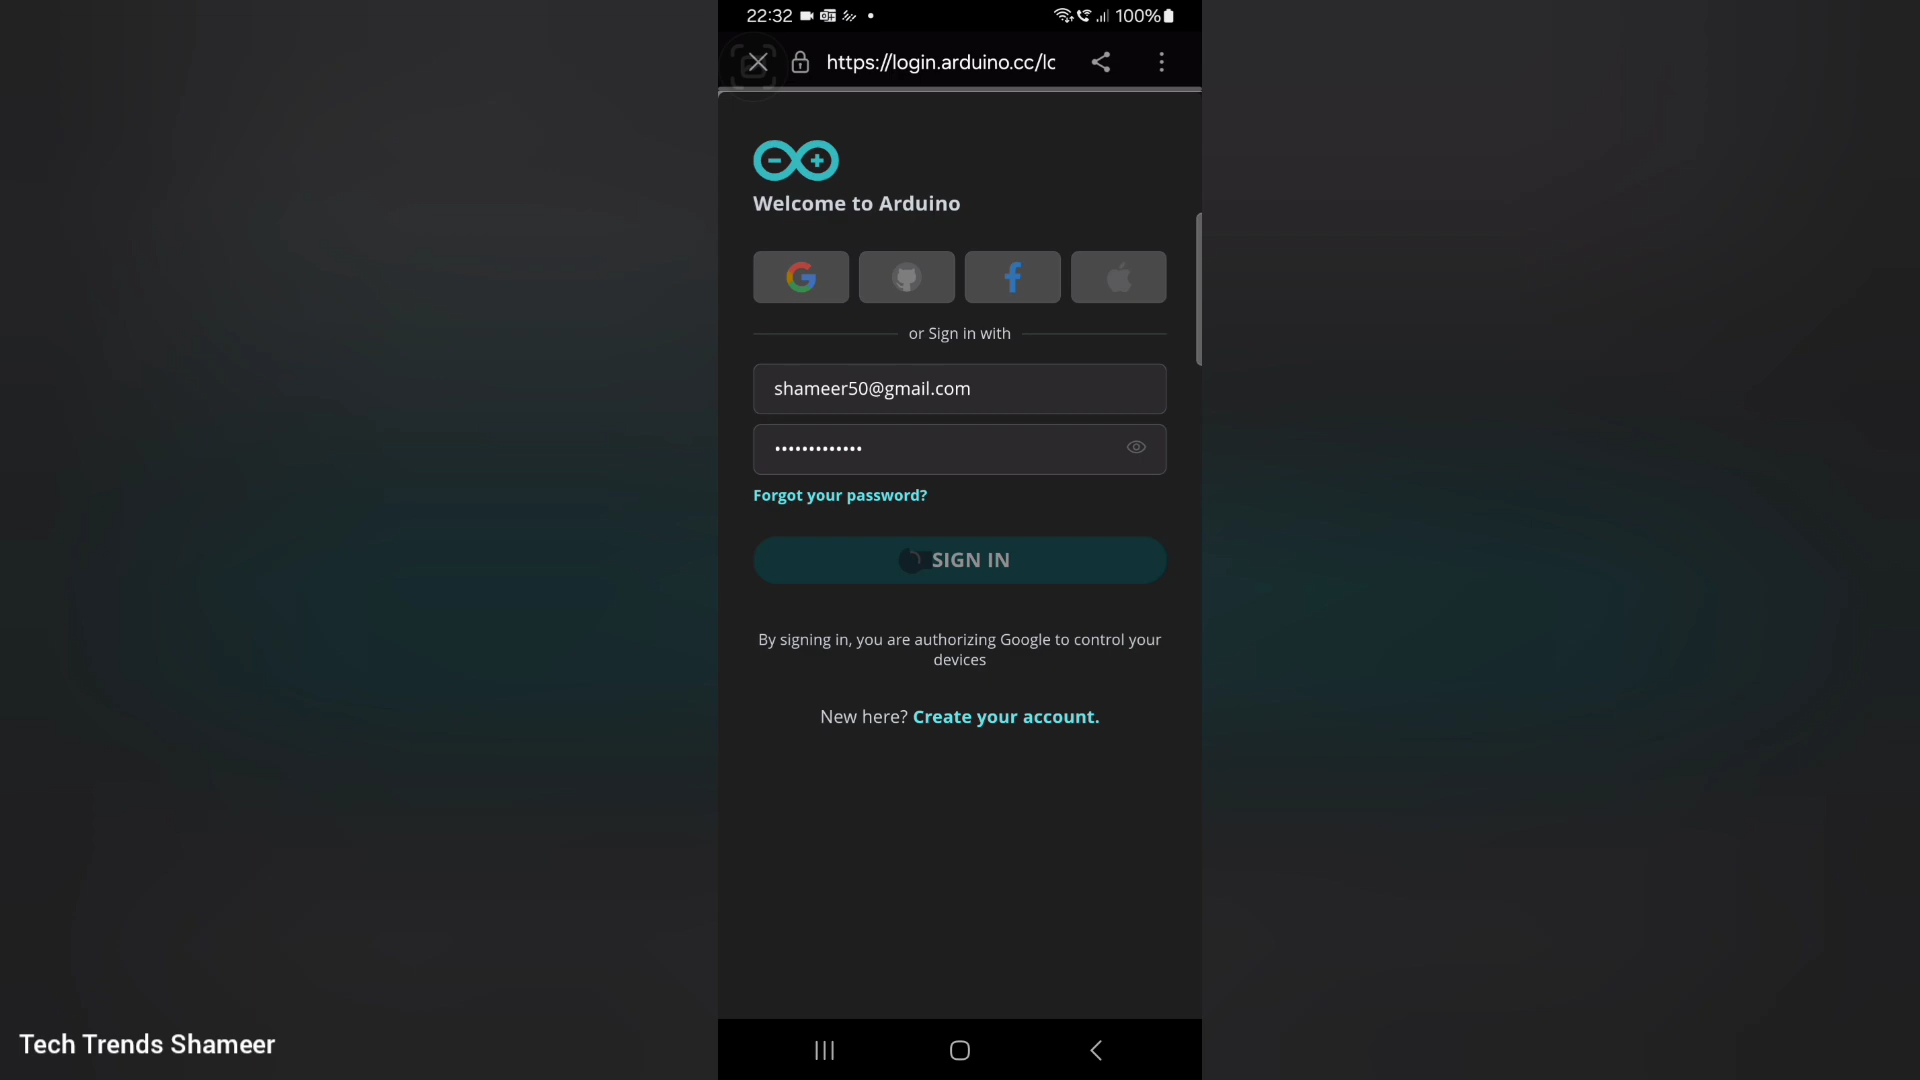 22:32
100%
https://login.arduino.cc/lc
Welcome to Arduino
or Sign in with
shameer50@gmail.com
•••••••••••••
Forgot your password?
SIGN IN
By signing in, you are authorizing Google to control your
devices
New here? Create your account.
Tech Trends Shameer